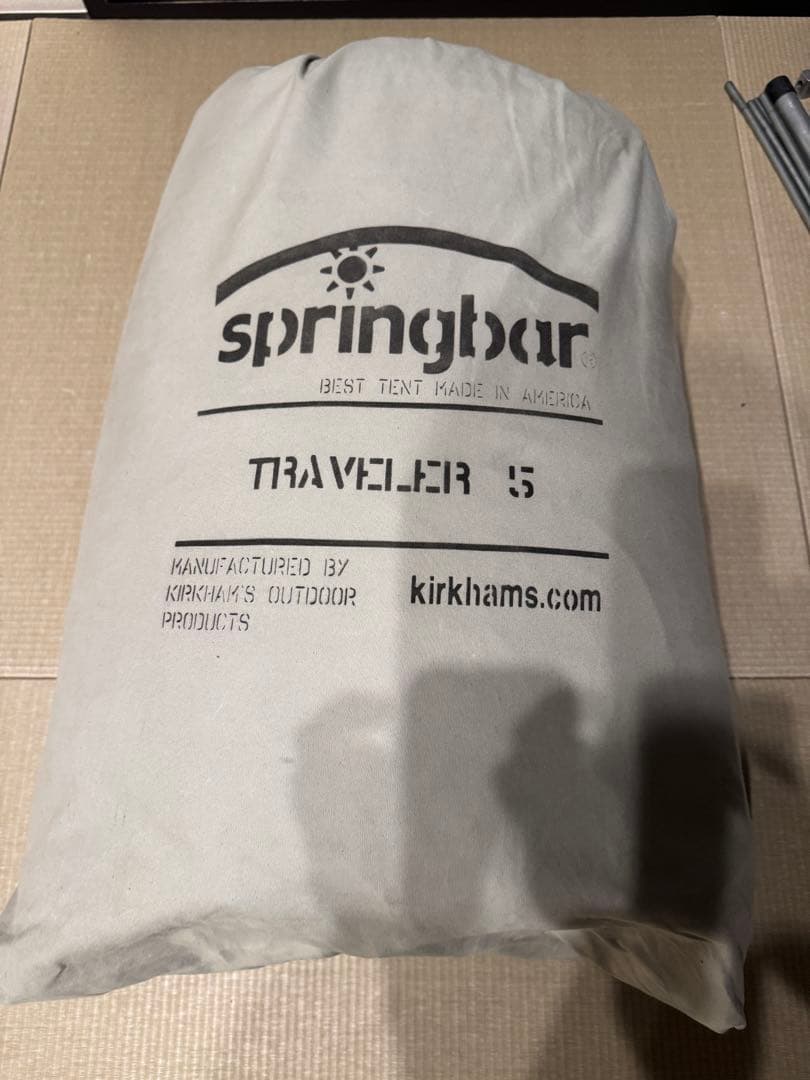 springbar®
BEST TENT MADE IN AMERICA
TRAVELER 5
MANUFACTURED BY
KIRKHAM'S OUTDOOR
PRODUCTS
kirkhams.com